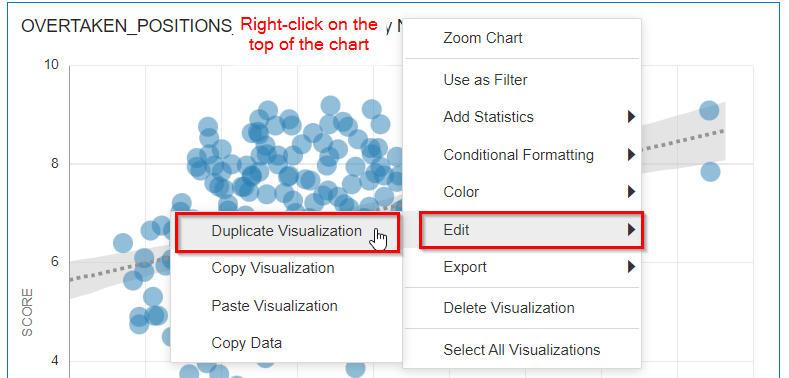 OVERTAKEN_POSITIONS_
Right-click on the
top of the chart
Zoom Chart
Use as Filter
Add Statistics
Conditional Formatting
Color
Edit
Export
Delete Visualization
Select All Visualizations
Duplicate Visualization
Copy Visualization
Paste Visualization
Copy Data
10
8
6
4
SCORE